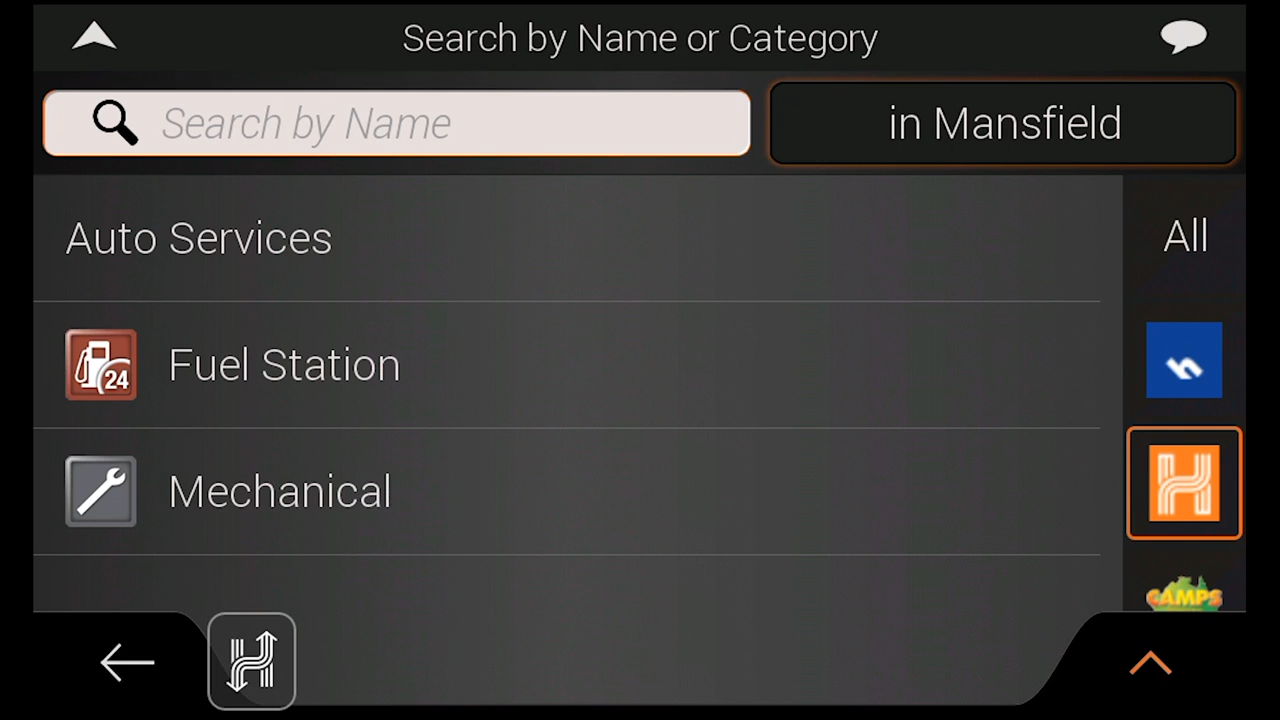 Search by Name or Category
Search by Name
in Mansfield
Auto Services
All
24
Fuel Station
Mechanical
H
CAMPS
H